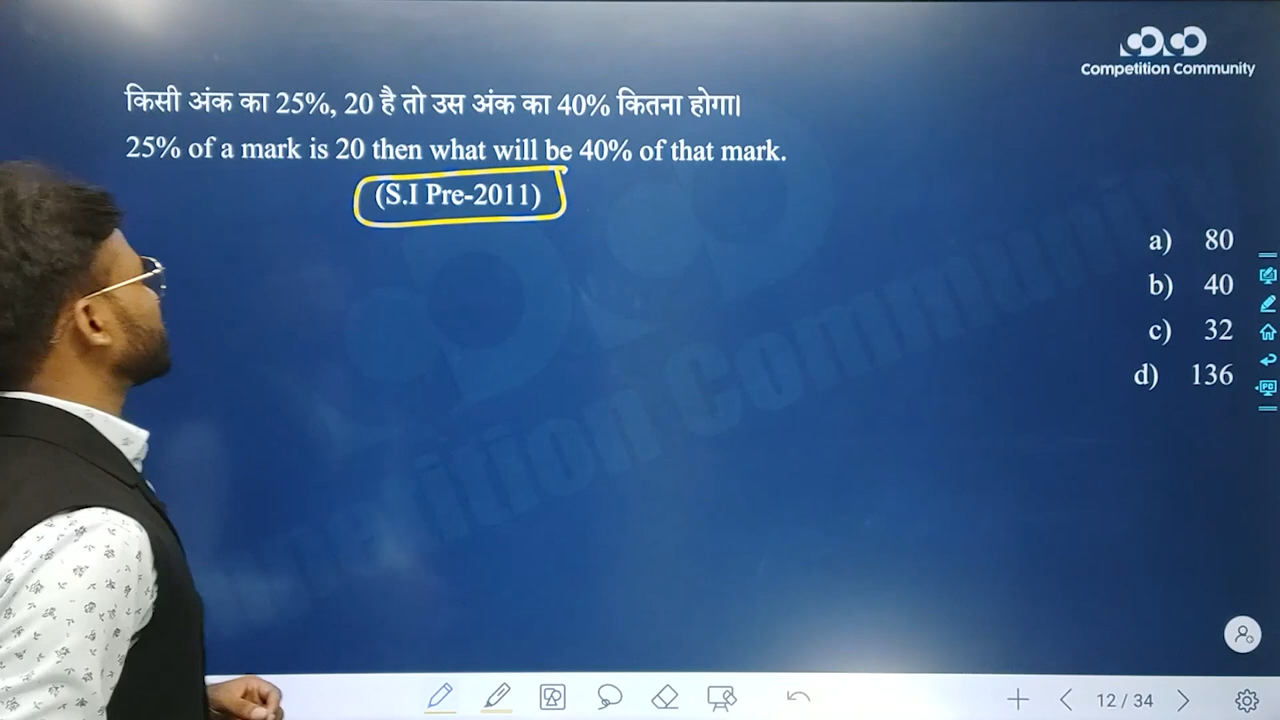 Competition Community
किसी अंक का 25%, 20 है तो उस अंक का 40% कितना होगा।
25% of a mark is 20 then what will be 40% of that mark.
(S.I Pre-2011)
a) 80
b) 40
c) 32
d) 136
12 / 34